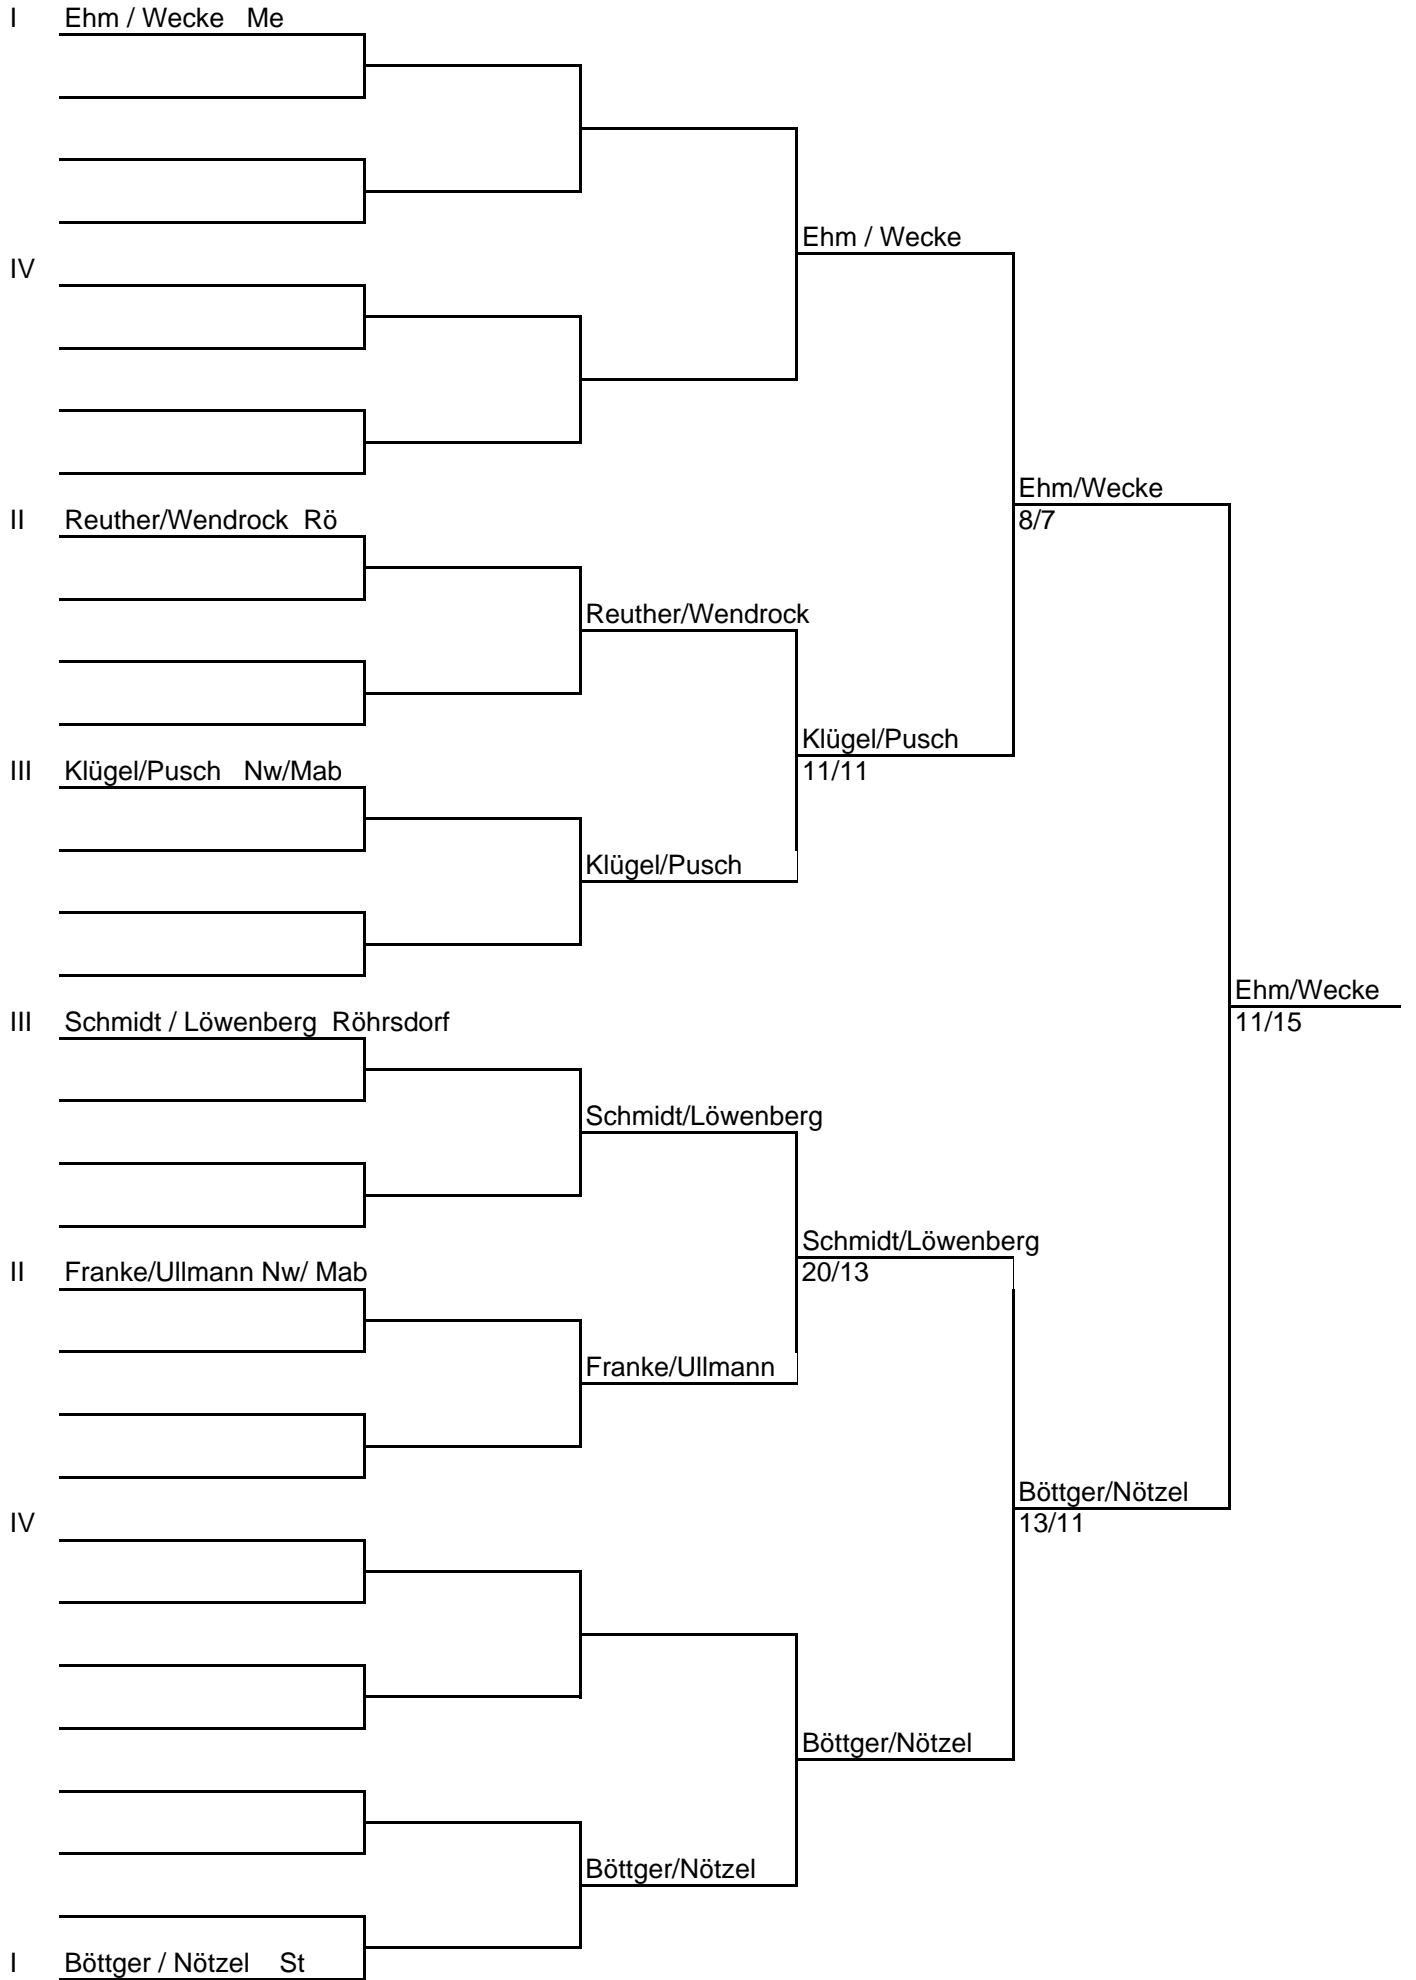 I Ehm / Wecke Me
Ehm / Wecke
IV
Ehm/Wecke
II Reuther/Wendrock Rö
8/7
Reuther/Wendrock
Klügel/Pusch
III Klügel/Pusch Nw/Mab
11/11
Klügel/Pusch
Ehm/Wecke
III Schmidt / Löwenberg Röhrsdorf
11/15
Schmidt/Löwenberg
Schmidt/Löwenberg
II Franke/Ullmann Nw/ Mab
20/13
Franke/Ullmann
Böttger/Nötzel
IV
13/11
Böttger/Nötzel
Böttger/Nötzel
I Böttger / Nötzel St